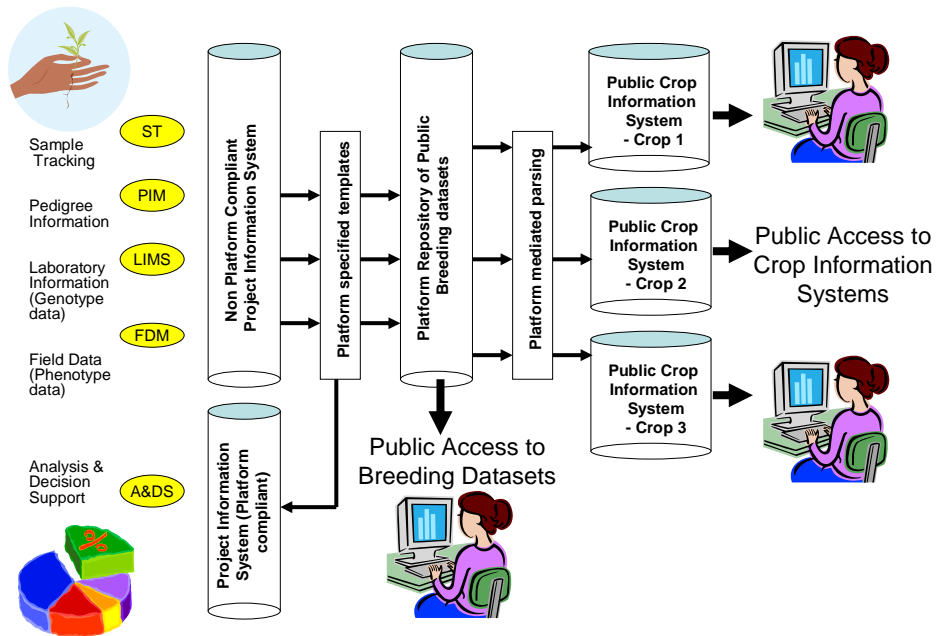 Sample
Tracking
ST
Pedigree
Information
PIM
Laboratory
Information
(Genotype
data)
LIMS
Field Data
(Phenotype
data)
FDM
Analysis &
Decision
Support
A&DS
%
Non Platform Compliant
Project Information System
Project Information
System (Platform
compliant)
Platform specified templates
Platform Repository of Public
Breeding datasets
Public Access to
Breeding Datasets
Platform mediated parsing
Public Crop
Information
System
- Crop 1
Public Crop
Information
System
- Crop 2
Public Crop
Information
System
- Crop 3
Public Access to
Crop Information
Systems